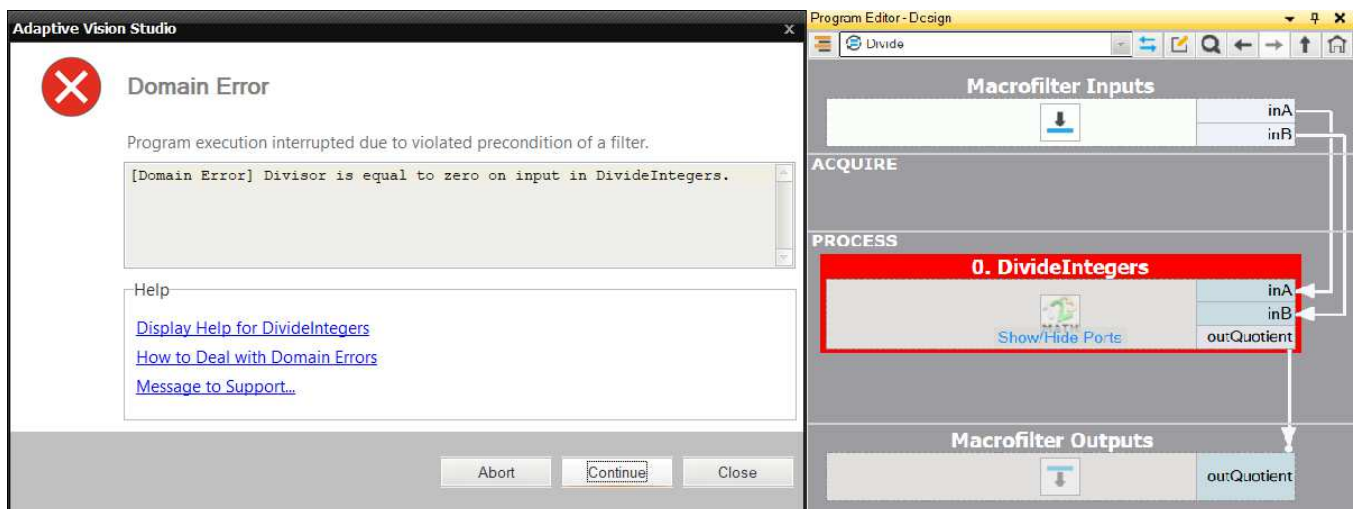 Adaptive Vision Studio
x
Domain Error
Program execution interrupted due to violated precondition of a filter.
[Domain Error] Divisor is equal to zero on input in DivideIntegers.
Help
Display Help for DivideIntegers
How to Deal with Domain Errors
Message to Support...
Abort
Continue
Close
Program Editor - Design
Divide
Macrofilter Inputs
inA
inB
ACQUIRE
PROCESS
0. DivideIntegers
inA
inB
MATH
Show/Hide Ports
outQuotient
Macrofilter Outputs
outQuotient